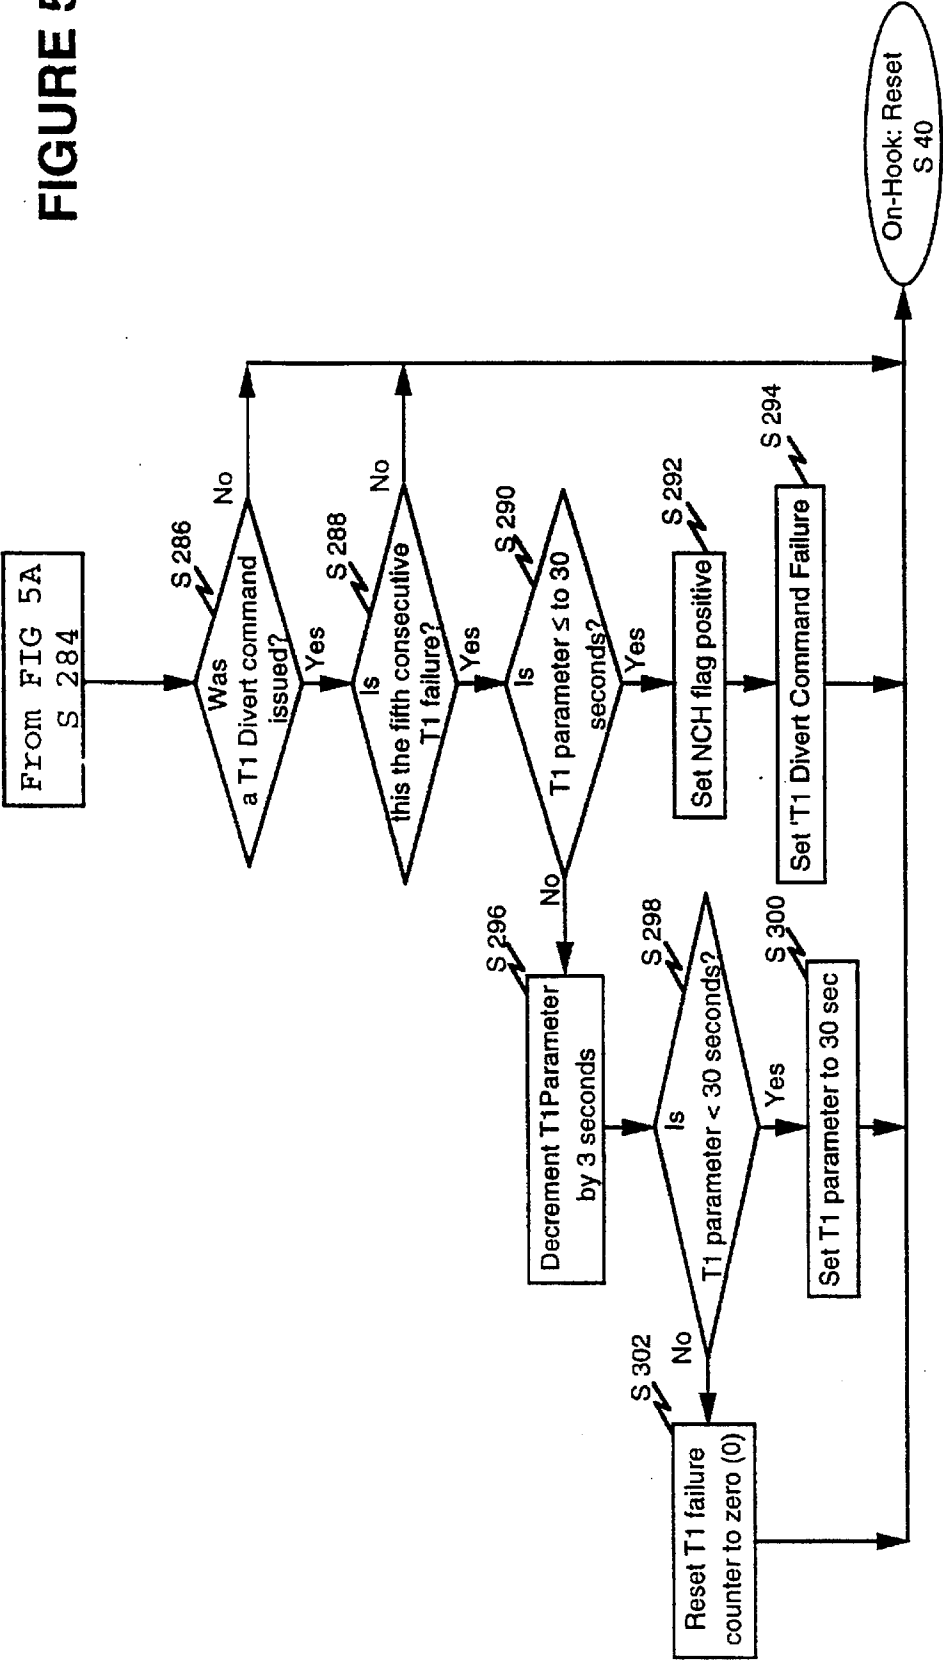 FIGURE 5
From FIG 5A
S 284
S 286
Was
a T1 Divert command
issued?
No
Yes
S 288
Is
this the fifth consecutive
T1 failure?
No
Yes
S 290
Is
T1 parameter ≤ to 30
seconds?
No
Yes
S 292
Set NCH flag positive
S 294
Set 'T1 Divert Command Failure
S 296
Decrement T1Parameter
by 3 seconds
S 298
Is
T1 parameter < 30 seconds?
No
Yes
S 300
Set T1 parameter to 30 sec
S 302
Reset T1 failure
counter to zero (0)
On-Hook: Reset
S 40